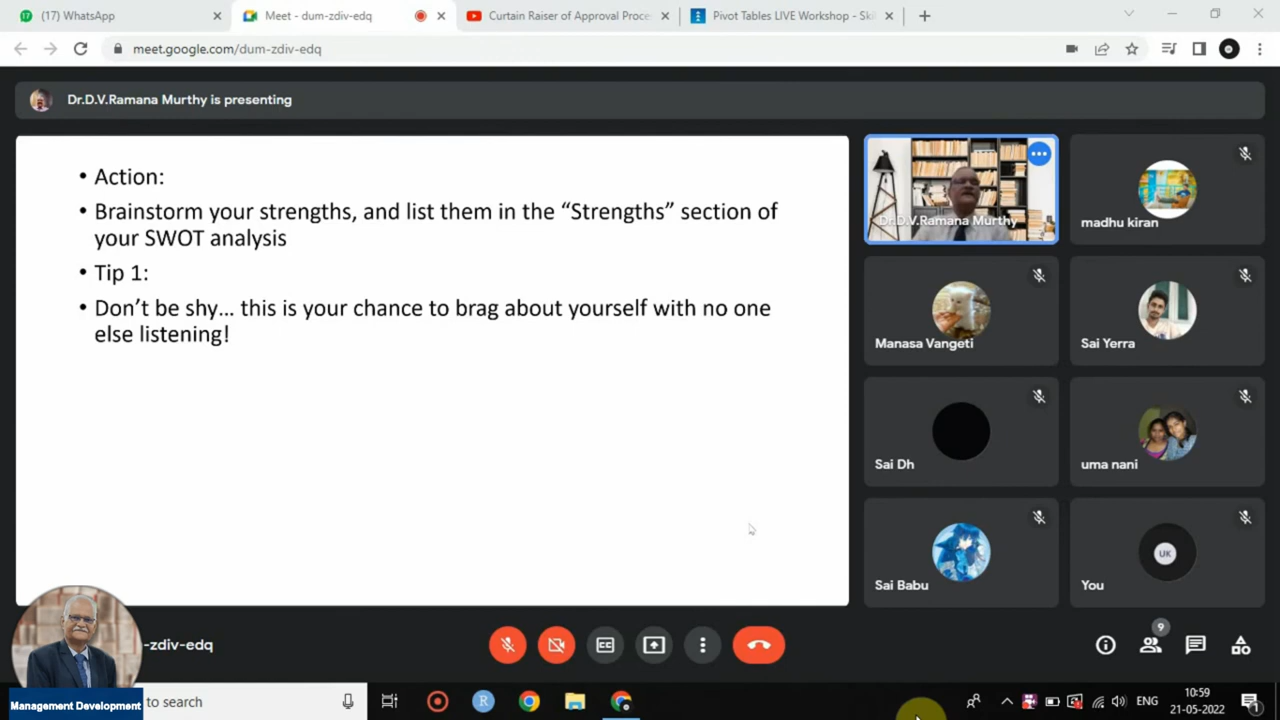 (17) WhatsApp
Meet - dum-zdiv-edq
Curtain Raiser of Approval Proce
Pivot Tables LIVE Workshop - Ski
meet.google.com/dum-zdiv-edq
Dr.D.V.Ramana Murthy is presenting
• Action:
• Brainstorm your strengths, and list them in the “Strengths” section of
your SWOT analysis
• Tip 1:
• Don’t be shy… this is your chance to brag about yourself with no one
else listening!
Dr.D.V.Ramana Murthy
madhu kiran
Manasa Vangeti
Sai Yerra
Sai Dh
uma nani
Sai Babu
UK
You
-zdiv-edq
CC
9
Management Development
to search
R
ENG
10:59
21-05-2022
1